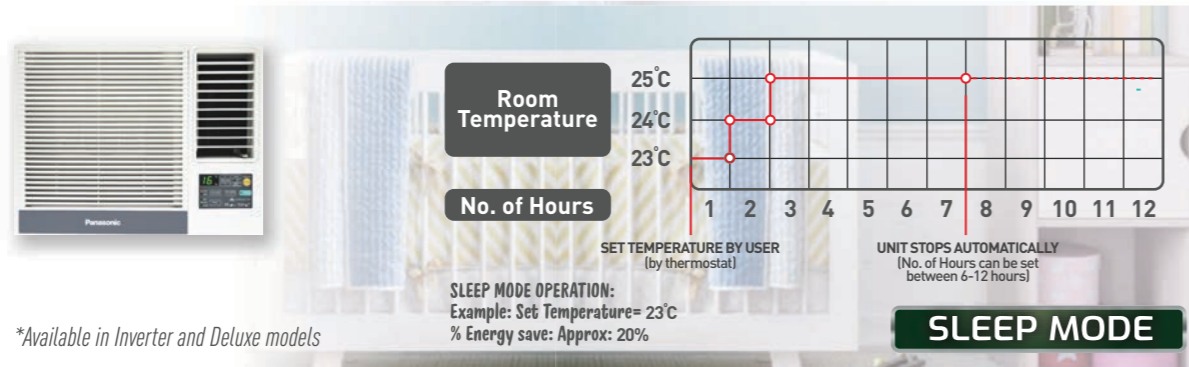 Panasonic
16
Room
Temperature
25°C
24°C
23°C
No. of Hours
1 2 3 4 5 6 7 8 9 10 11 12
SET TEMPERATURE BY USER
(by thermostat)
UNIT STOPS AUTOMATICALLY
(No. of Hours can be set
between 6-12 hours)
SLEEP MODE OPERATION:
Example: Set Temperature= 23°C
% Energy save: Approx: 20%
*Available in Inverter and Deluxe models
SLEEP MODE